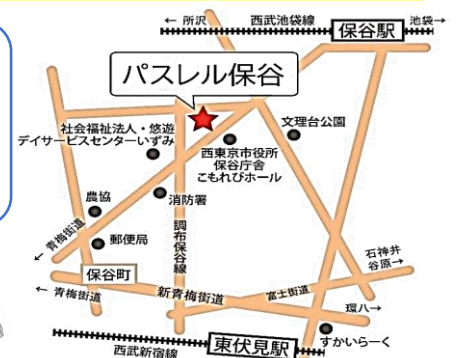 ← 所沢
西武池袋線
保谷駅
池袋→
パスレル保谷
社会福祉法人・悠遊
デイサービスセンターいずみ
文理台公園
西東京市役所
保谷庁舎
こもれびホール
消防署
農協
郵便局
← 青梅街道
調布保谷線
保谷町
← 青梅街道
新青梅街道
富士街道
石神井
谷原→
環八→
すかいらーく
東伏見駅
西武新宿線